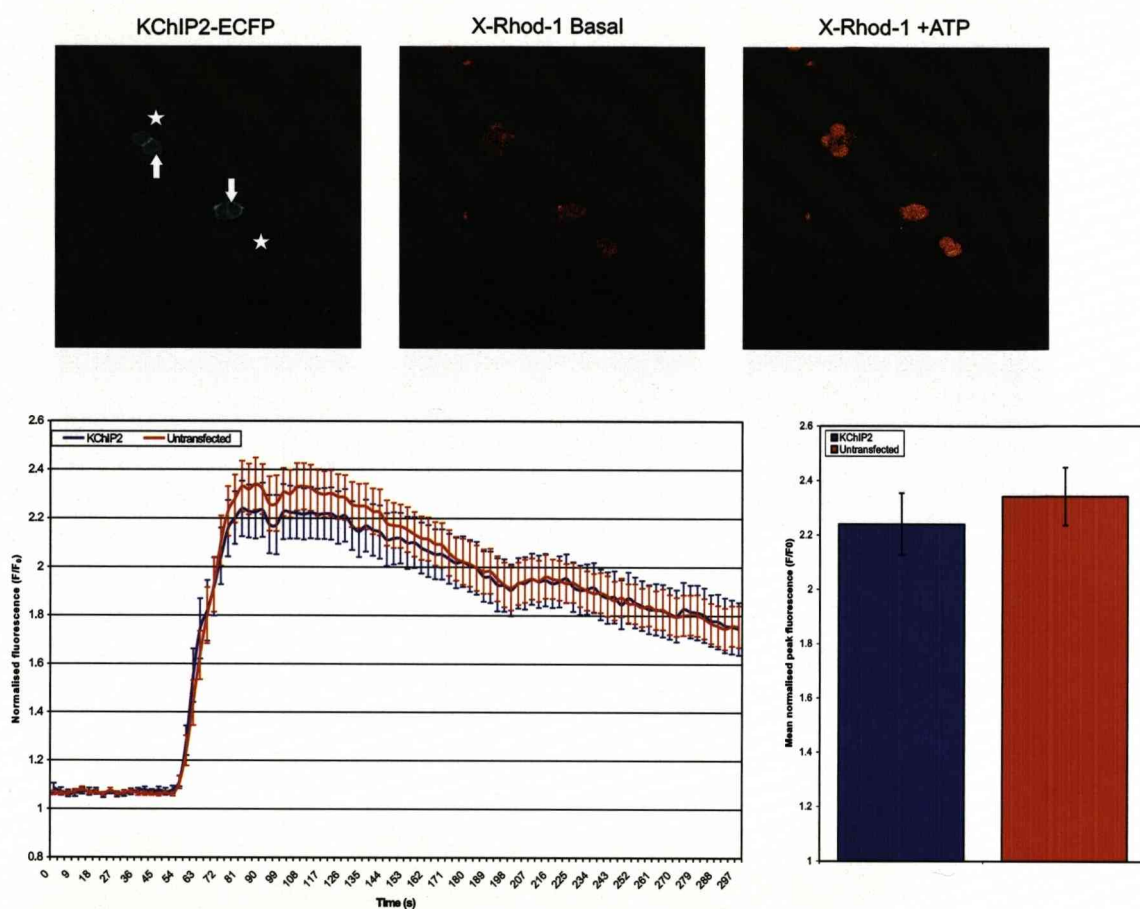 KChIP2-ECFP
X-Rhod-1 Basal
X-Rhod-1 +ATP
KChIP2
Untransfected
Normalised fluorescence (F/F₀)
2.6
2.4
2.2
2
1.8
1.6
1.4
1.2
1
0.8
0 9 18 27 36 45 54 63 72 81 90 99 108 117 126 135 144 153 162 171 180 189 198 207 216 225 234 243 252 261 270 279 288 297
Time (s)
KChIP2
Untransfected
Mean normalised peak fluorescence (F/F0)
2.6
2.4
2.2
2
1.8
1.6
1.4
1.2
1